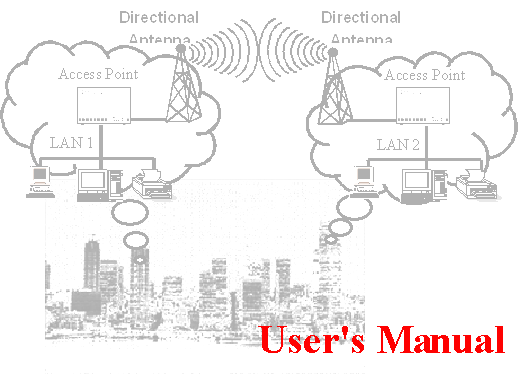 Directional Directional
Antenna Antenna
Access Point Access Point
LAN 1 LAN 2
User's Manual